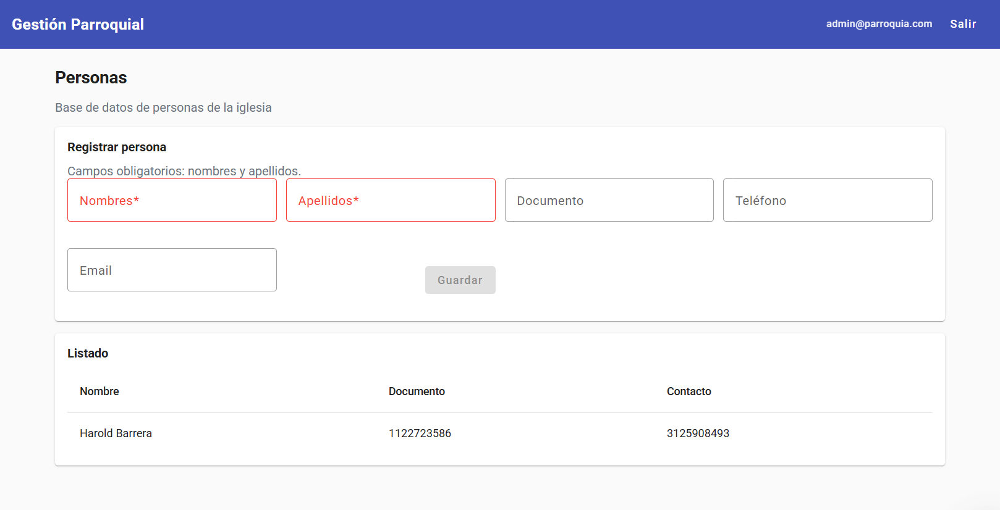 Gestión Parroquial
admin@parroquia.com Salir
Personas
Base de datos de personas de la iglesia
Registrar persona
Campos obligatorios: nombres y apellidos.
Nombres* Apellidos* Documento Teléfono
Email
Guardar
Listado
Nombre Documento Contacto
Harold Barrera 1122723586 3125908493